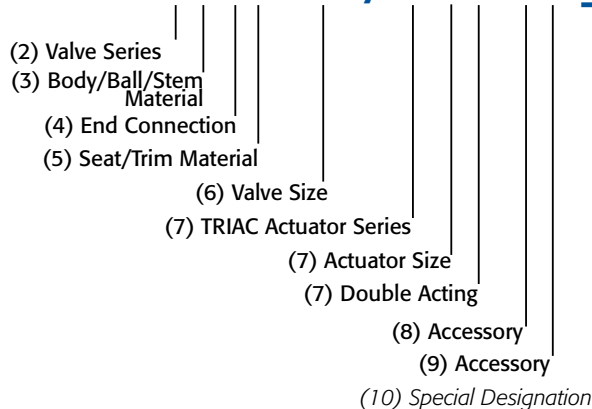 (2) Valve Series
(3) Body/Ball/Stem
Material
(4) End Connection
(5) Seat/Trim Material
(6) Valve Size
(7) TRIAC Actuator Series
(7) Actuator Size
(7) Double Acting
(8) Accessory
(9) Accessory
(10) Special Designation